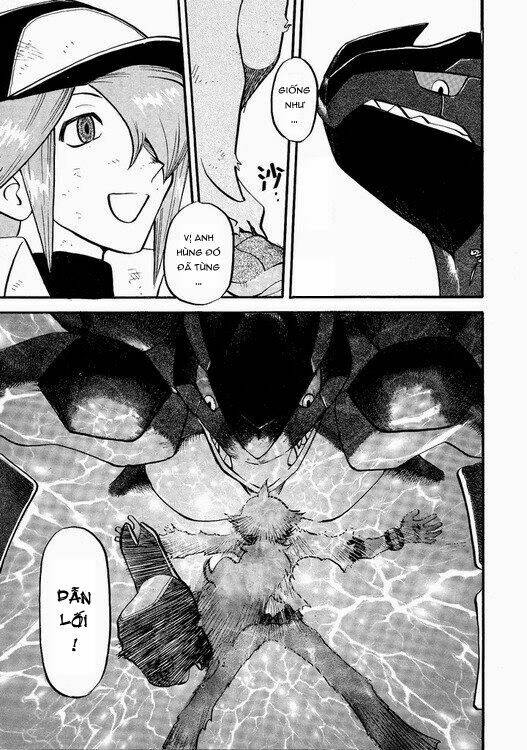 GIỐNG
NHƯ
...
沙
VỊ ANH
HÙNG ĐÓ
ĐÃ TỪNG
...
DẪN
LỐI
!